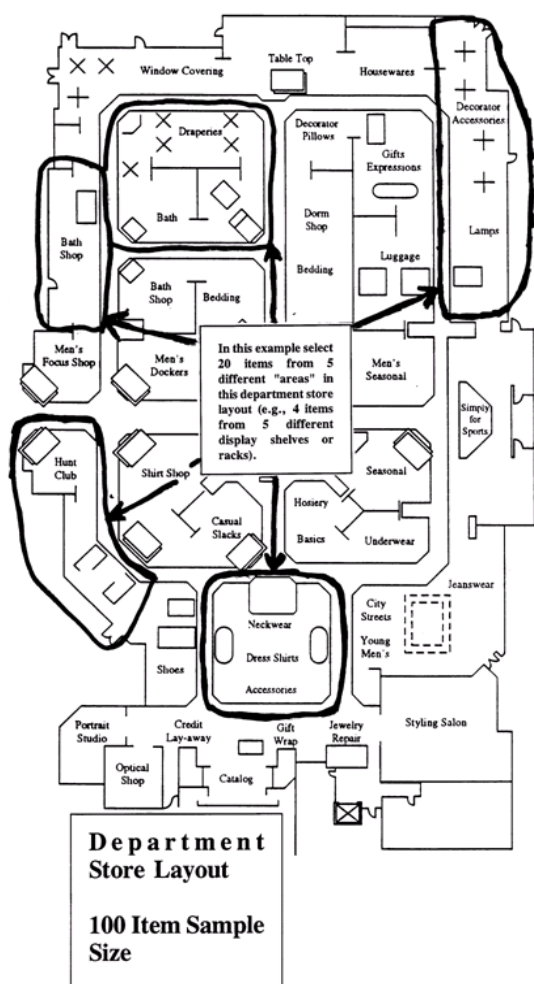 Window Covering
Table Top
Housewares
Draperies
Bath
Decorator
Pillows
Gifts
Expressions
Decorator
Accessories
Dorm
Shop
Lamps
Bath
Shop
Bedding
Luggage
Bath
Shop
Bedding
Men's
Focus Shop
Men's
Dockers
In this example select
20 items from 5
different "areas" in
this department store
layout (e.g., 4 items
from 5 different
display shelves or
racks).
Men's
Seasonal
Simply
for
Sports
Hunt
Club
Shirt Shop
Seasonal
Casual
Slacks
Hosiery
Basics
Underwear
Neckwear
Dress Shirts
Accessories
City
Streets
Young
Men's
Jeanswear
Shoes
Portrait
Studio
Credit
Lay-away
Gift
Wrap
Jewelry
Repair
Styling Salon
Optical
Shop
Catalog
Department
Store Layout
100 Item Sample
Size